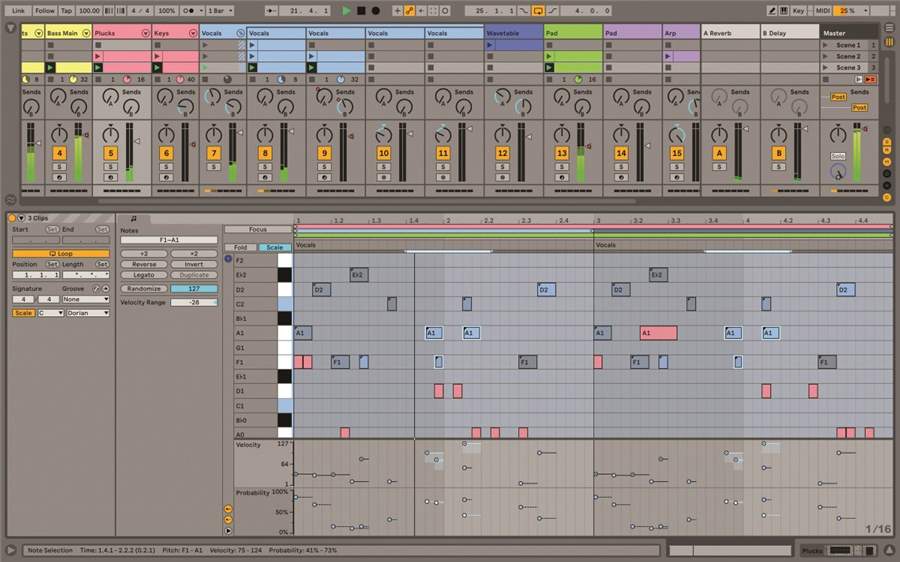 Link Follow Tap 100.00 100% 1 Bar 21. 4. 1 25. 1. 1 4. 0. 0 Key MIDI 25 %
ts Bass Main Plucks Keys Vocals Vocals Vocals Vocals Vocals Wavetable Pad Pad Arp A Reverb B Delay Master
Scene 1 1
Scene 2 2
Scene 3 3
8 1 32 1 16 1 40 1 8 1 32 1 16
Sends Sends Sends Sends Sends Sends Sends Sends Sends Sends Sends Sends Sends Sends Sends Sends
Post
Post
4 5 6 7 8 9 10 11 12 13 14 15 A B Solo
S S S S S S S S S S S S S S
3 Clips
Start Set End Set
Loop
Position Set Length Set
1. 1. 1 *. *. *
Signature Groove
4 4 None
Scale C Dorian
Notes
F1-A1
÷2 ×2
Reverse Invert
Legato Duplicate
Randomize 127
Velocity Range -28
Focus
Fold Scale
1 1.2 1.3 1.4 2 2.2 2.3 2.4 3 3.2 3.3 3.4 4 4.2 4.3 4.4
Vocals Vocals
F2
E♭2 E♭2 E♭2
D2 D2 D2 D2 D2
C2
B♭1
A1 A1 A1 A1 A1 A1 A1 A1
G1
F1 F1 F1 F1 F1
E♭1
D1
C1
B♭0
A0
Velocity 127
64
1
Probability 100%
50%
0%
1/16
Note Selection Time: 1.4.1 - 2.2.2 (0.2.1) Pitch: F1 - A1 Velocity: 75 - 124 Probability: 41% - 73%
Plucks